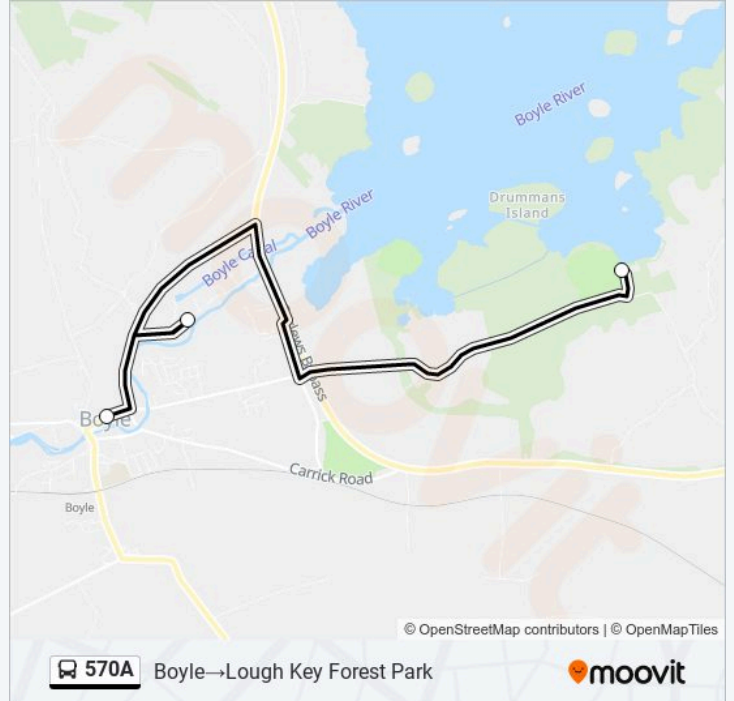 Boyle River
Drummans
Island
Boyle River
Boyle Canal
Boyle
Carrick Road
Boyle
© OpenStreetMap contributors | © OpenMapTiles
570A Boyle→Lough Key Forest Park
moovit